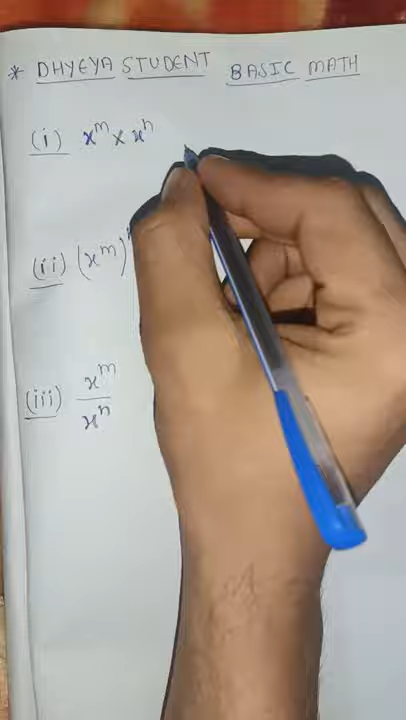 * DHYEYA STUDENT BASIC MATH
(i) x^m × x^n
(ii) (x^m)
(iii) x^m / x^n